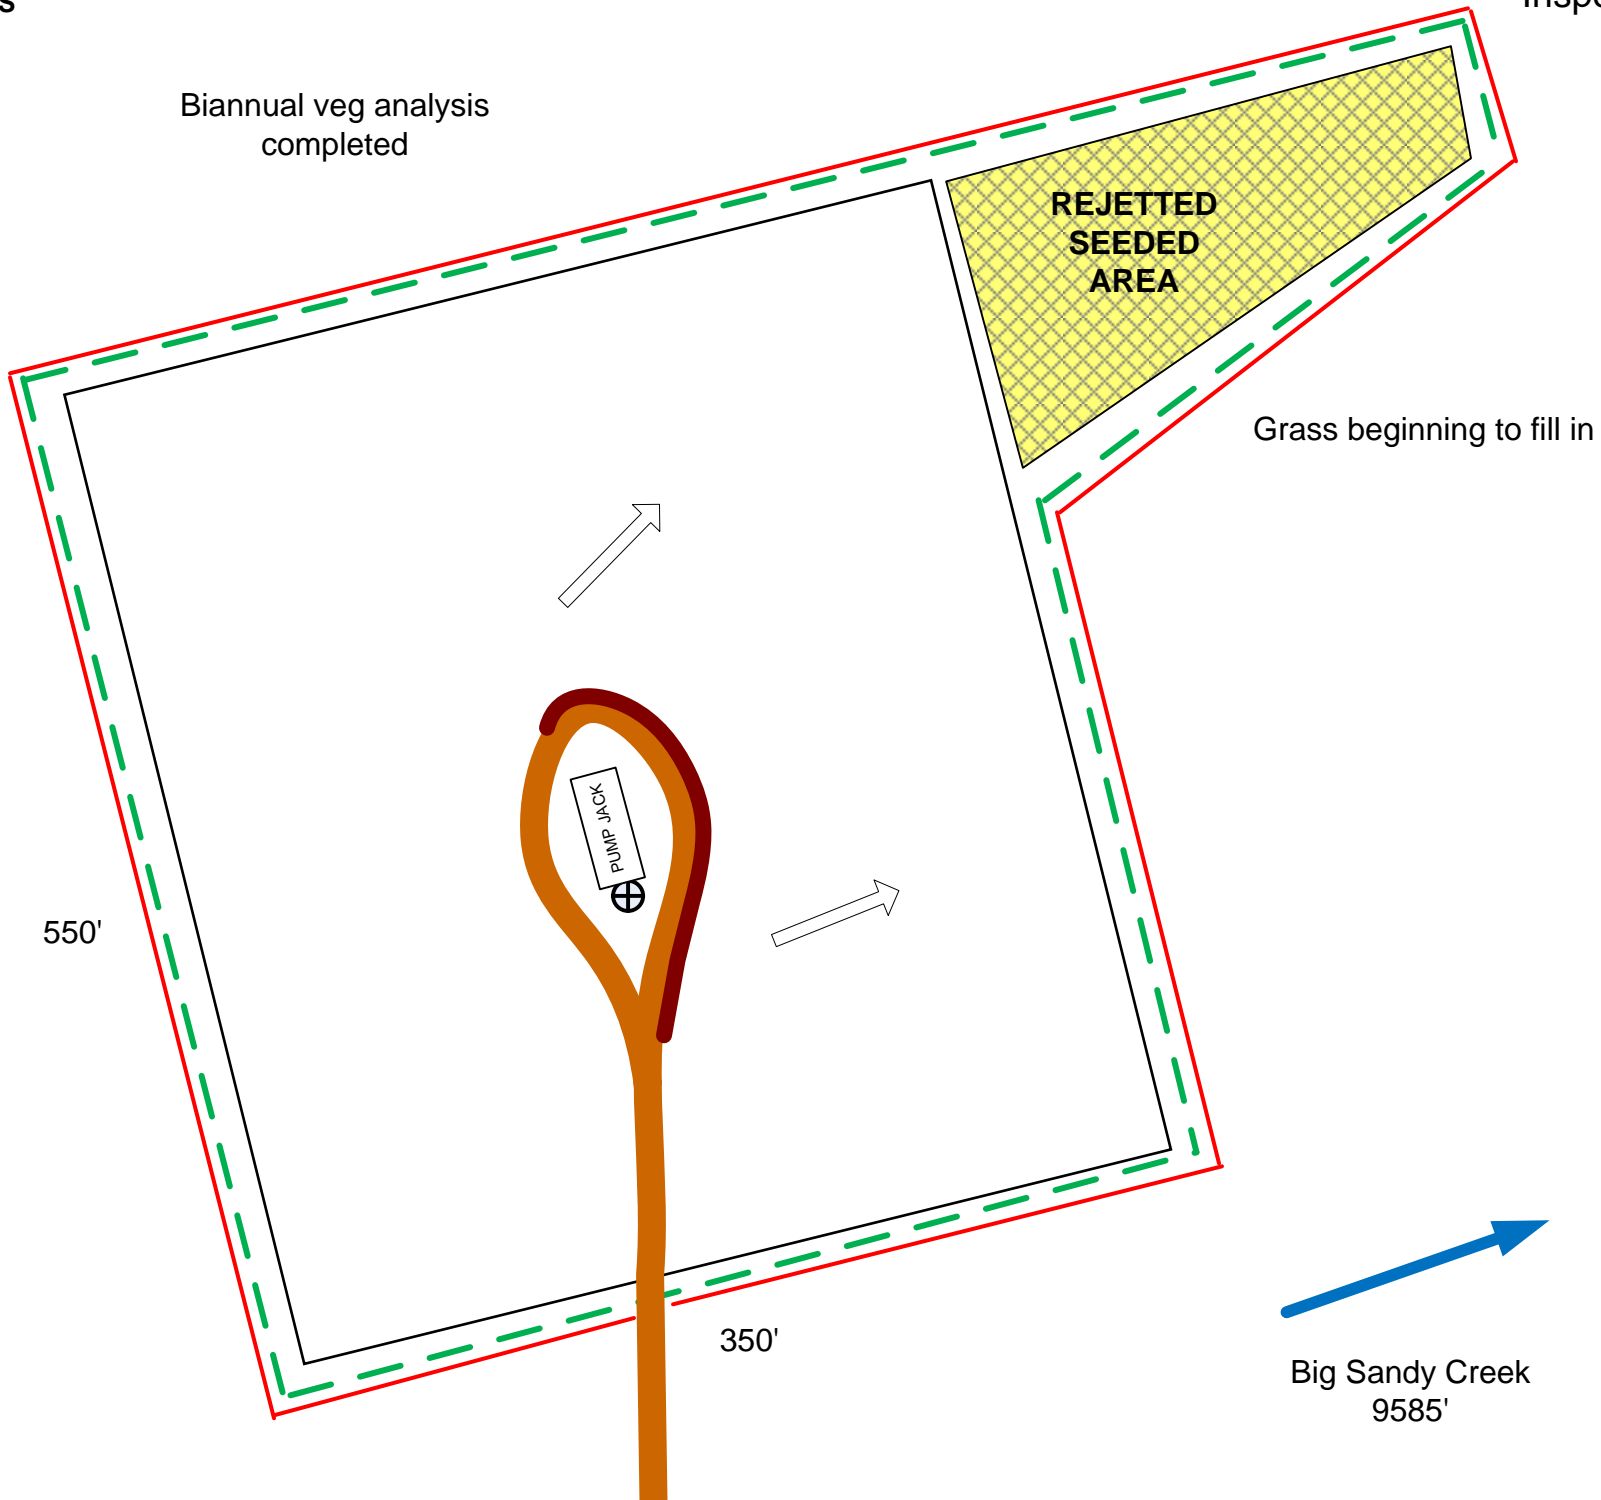 Biannual veg analysis
completed
REJETTED
SEEDED
AREA
Grass beginning to fill in
PUMP JACK
550'
350'
Big Sandy Creek
9585'